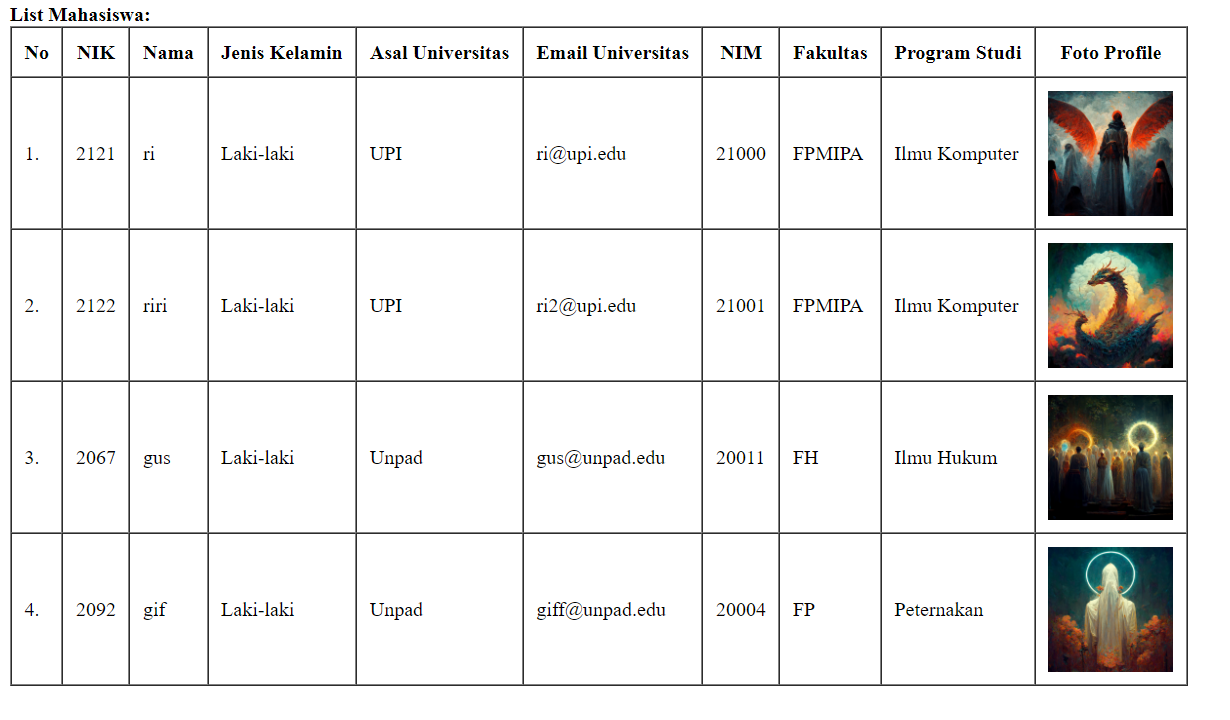 List Mahasiswa:
No NIK Nama Jenis Kelamin Asal Universitas Email Universitas NIM Fakultas Program Studi Foto Profile
1. 2121 ri Laki-laki UPI ri@upi.edu 21000 FPMIPA Ilmu Komputer
2. 2122 riri Laki-laki UPI ri2@upi.edu 21001 FPMIPA Ilmu Komputer
3. 2067 gus Laki-laki Unpad gus@unpad.edu 20011 FH Ilmu Hukum
4. 2092 gif Laki-laki Unpad giff@unpad.edu 20004 FP Peternakan